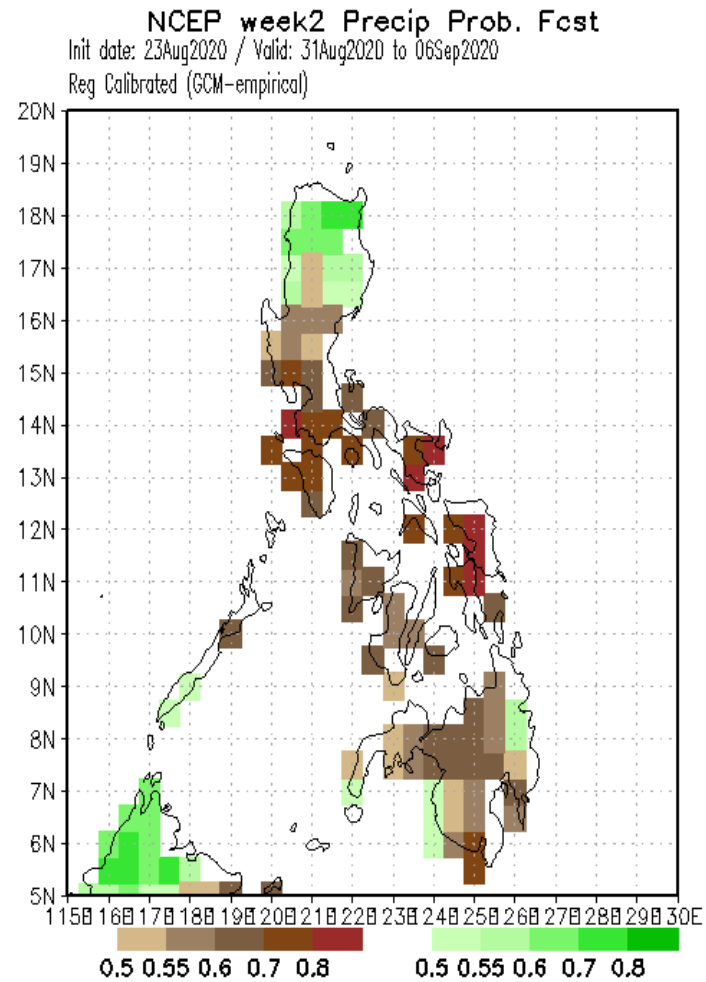 NCEP week2 Precip Prob. Fcst
Init date: 23Aug2020 / Valid: 31Aug2020 to 06Sep2020
Reg Calibrated (GCM-empirical)
20N
19N
18N
17N
16N
15N
14N
13N
12N
11N
10N
9N
8N
7N
6N
5N
115E 116E 117E 118E 119E 120E 121E 122E 123E 124E 125E 126E 127E 128E 129E 130E
0.5 0.55 0.6 0.7 0.8 0.5 0.55 0.6 0.7 0.8